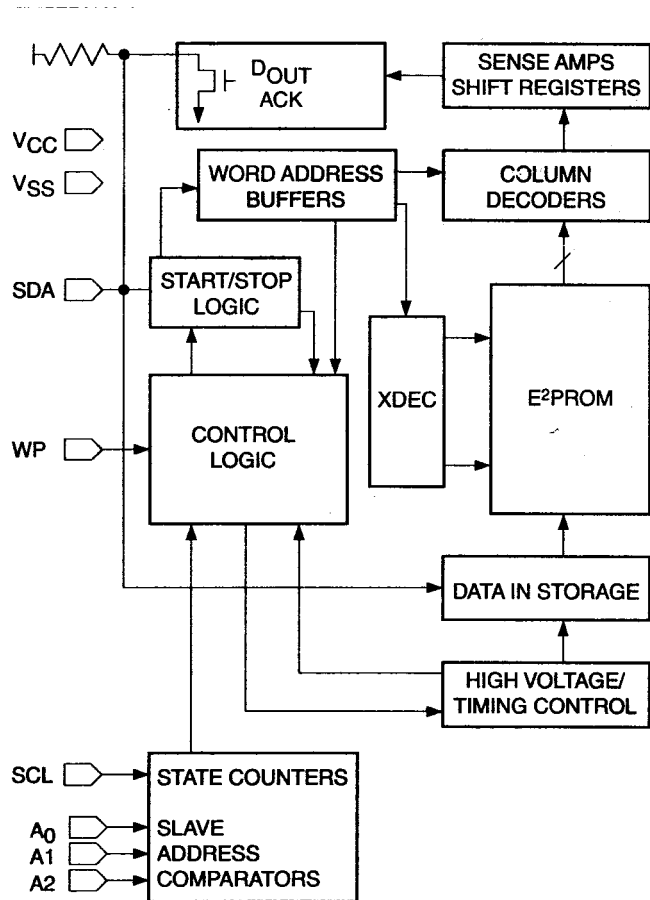 DOUT
ACK
SENSE AMPS
SHIFT REGISTERS
VCC
VSS
WORD ADDRESS
BUFFERS
COLUMN
DECODERS
SDA
START/STOP
LOGIC
XDEC
E²PROM
WP
CONTROL
LOGIC
DATA IN STORAGE
HIGH VOLTAGE/
TIMING CONTROL
SCL
STATE COUNTERS
A0
SLAVE
A1
ADDRESS
A2
COMPARATORS